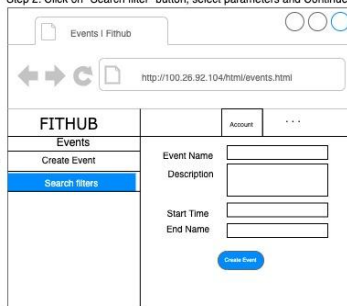 Step 2: Click on "Search filter" button, select parameters and Continue
Events | Fithub
http://100.26.92.104/html/events.html
FITHUB
Account
...
Events
Create Event
Search filters
Event Name
Description
Start Time
End Name
Create Event